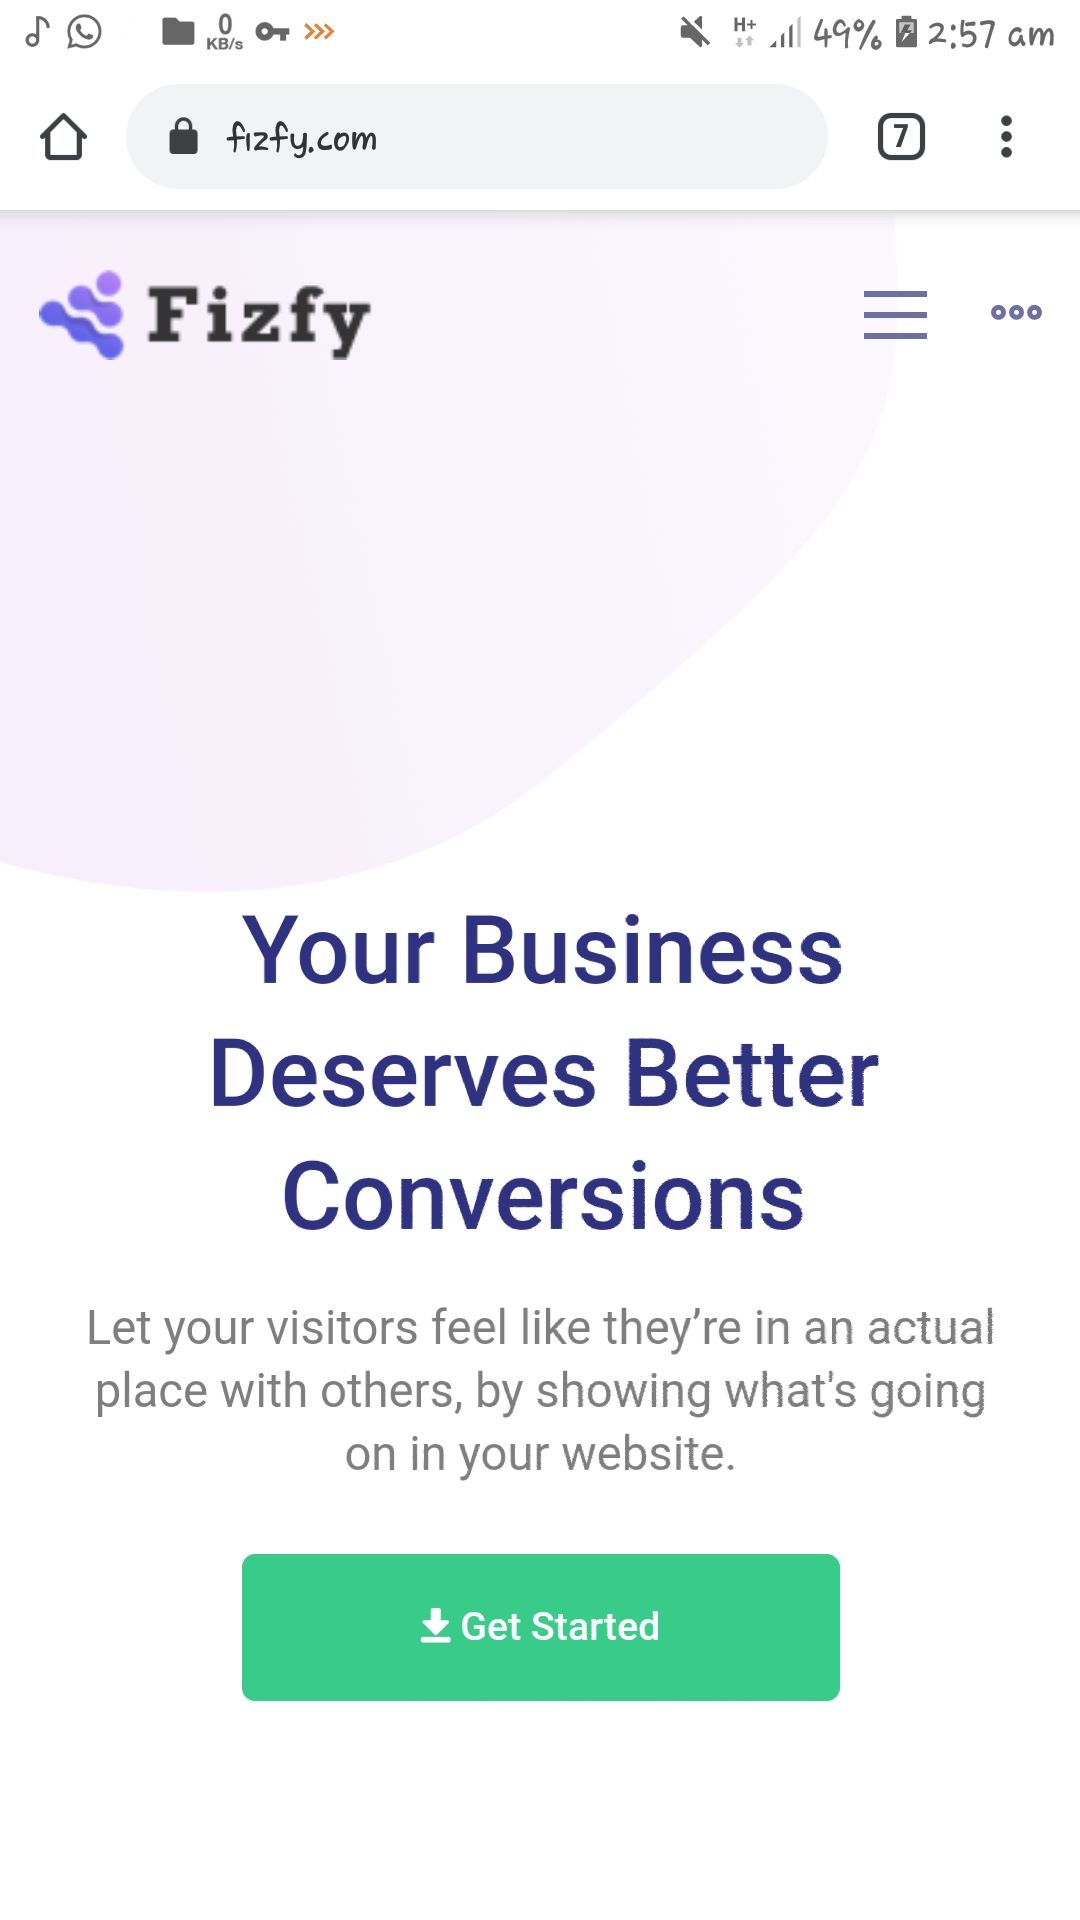 0 KB/s H+ 49% 2:57 am
fizfy.com 7
Fizfy
Your Business
Deserves Better
Conversions
Let your visitors feel like they’re in an actual
place with others, by showing what's going
on in your website.
Get Started